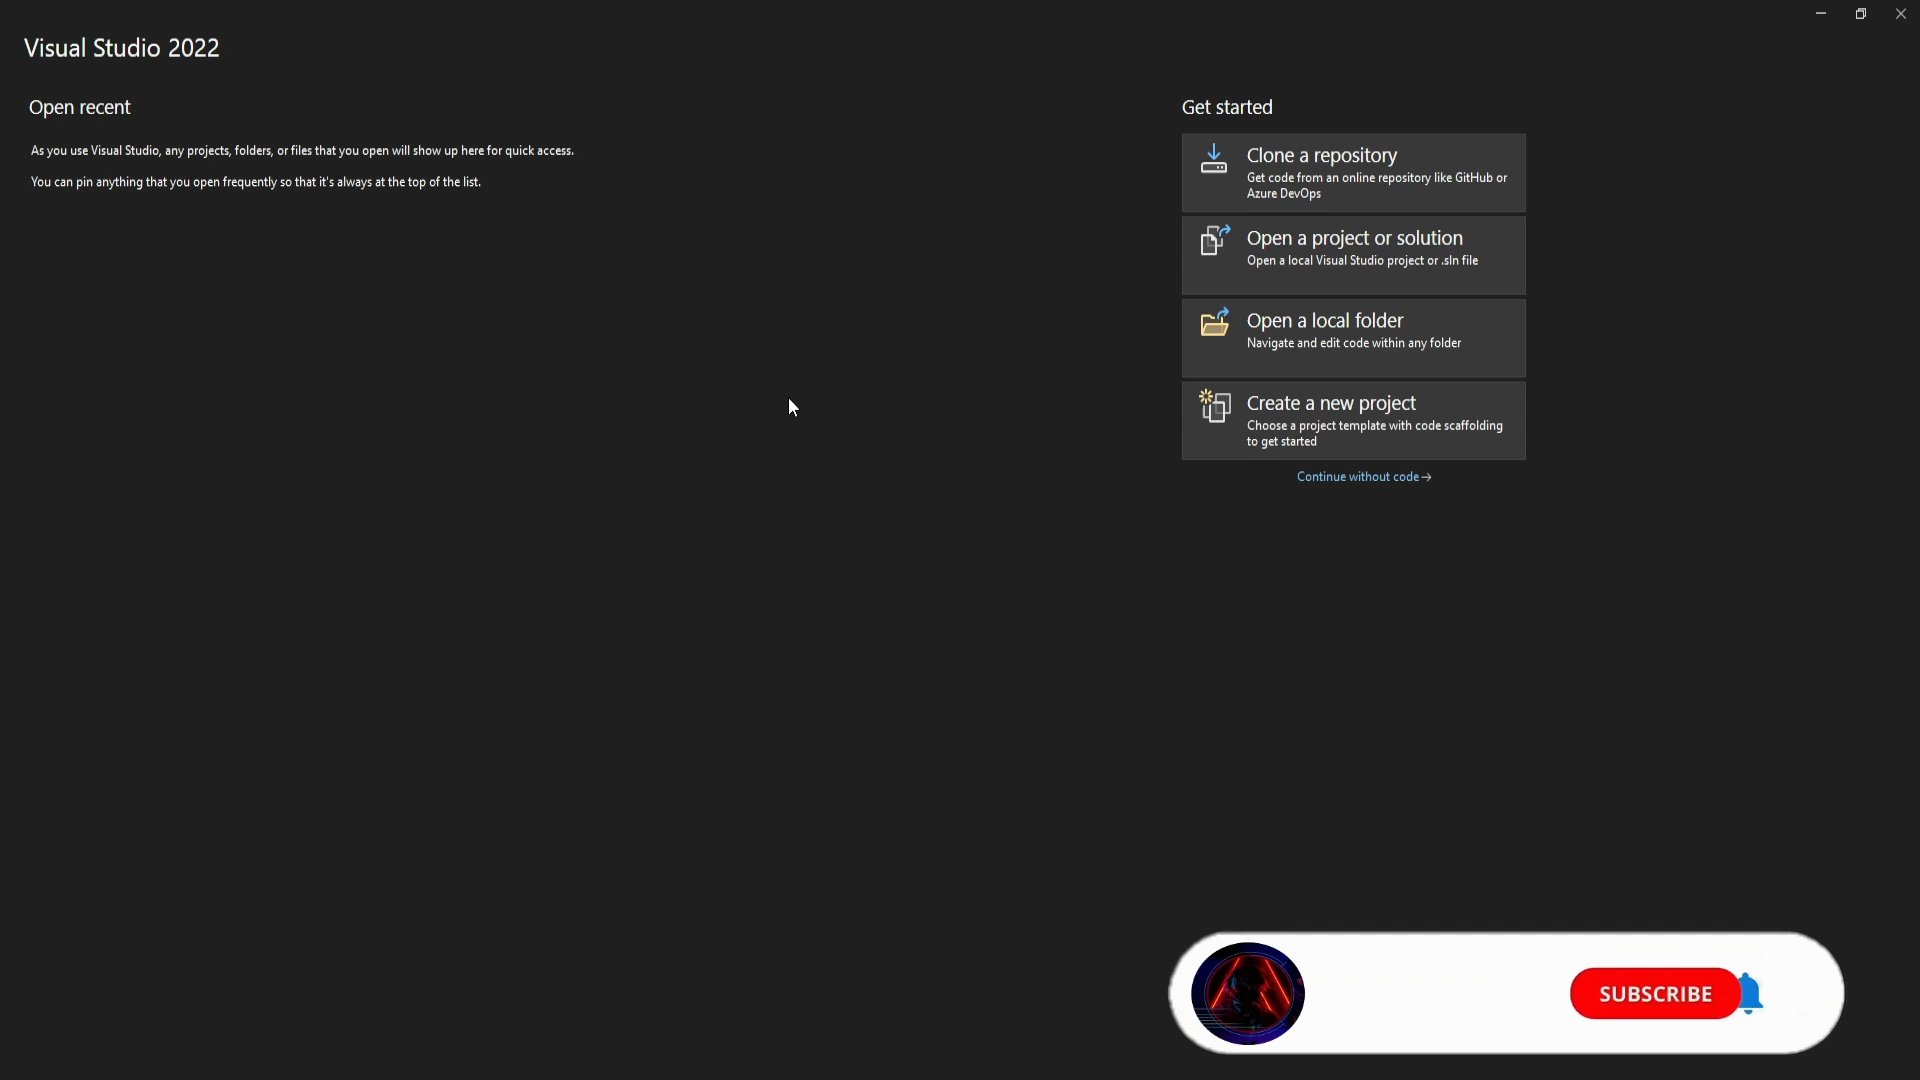 Visual Studio 2022
Open recent
As you use Visual Studio, any projects, folders, or files that you open will show up here for quick access.
You can pin anything that you open frequently so that it's always at the top of the list.
Get started
Clone a repository
Get code from an online repository like GitHub or
Azure DevOps
Open a project or solution
Open a local Visual Studio project or .sln file
Open a local folder
Navigate and edit code within any folder
Create a new project
Choose a project template with code scaffolding
to get started
Continue without code →
SUBSCRIBE